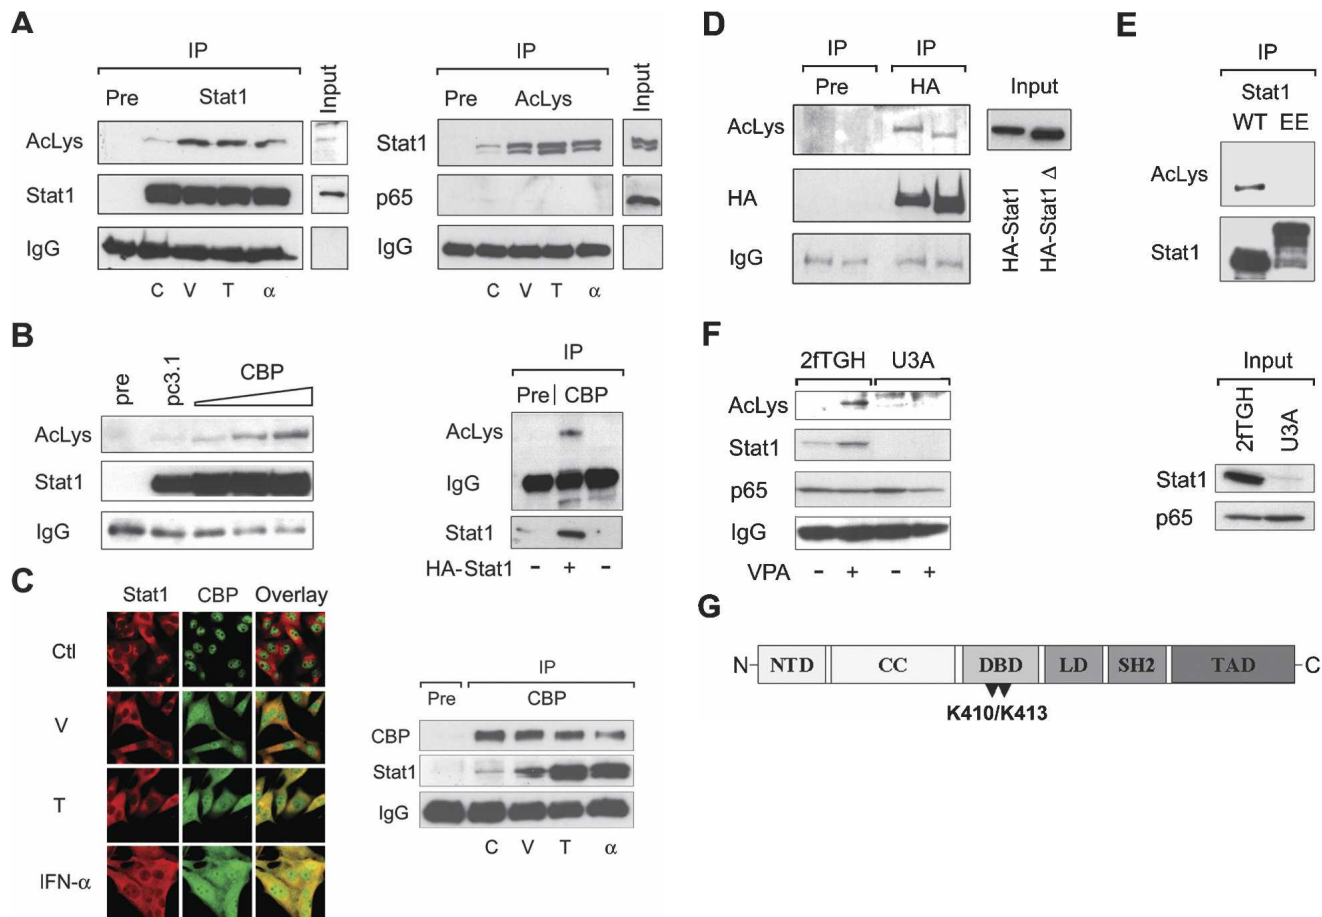 A
IP
Pre Stat1 Input
AcLys
Stat1
IgG
C V T α
IP
Pre AcLys Input
Stat1
p65
IgG
C V T α
B
pre pc3.1 CBP
AcLys
Stat1
IgG
IP
Pre CBP
AcLys
IgG
Stat1
HA-Stat1 - + -
C
Stat1 CBP Overlay
Ctl
V
T
IFN-α
IP
Pre CBP
CBP
Stat1
IgG
C V T α
D
IP IP
Pre HA Input
AcLys
HA
IgG
HA-Stat1
HA-Stat1 Δ
E
IP
Stat1
WT EE
AcLys
Stat1
F
2fTGH U3A
AcLys
Stat1
p65
IgG
VPA - + - +
Input
2fTGH U3A
Stat1
p65
G
N NTD CC DBD LD SH2 TAD C
K410/K413